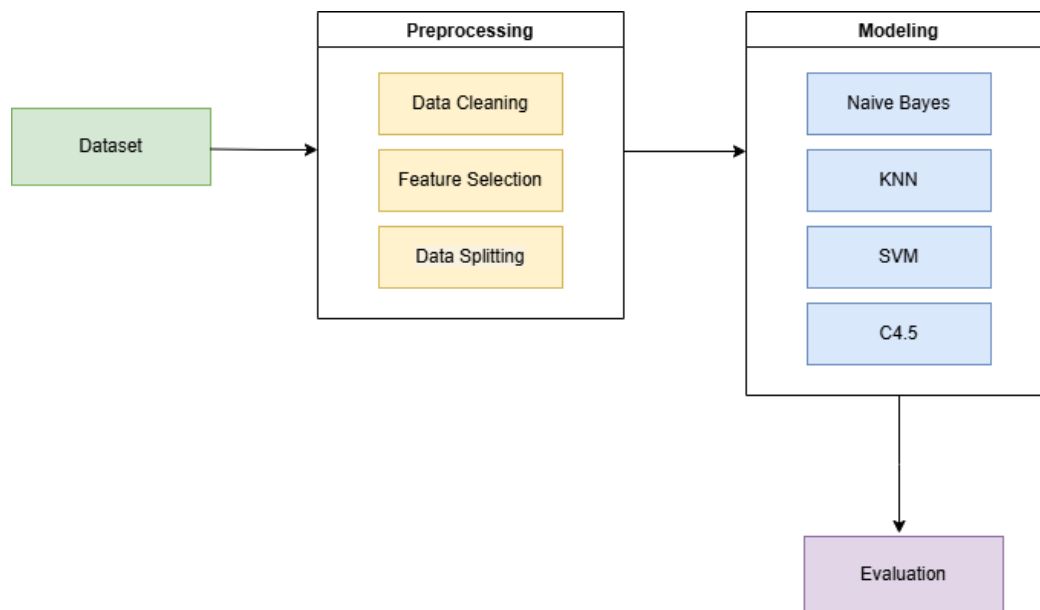 Dataset
Preprocessing
Data Cleaning
Feature Selection
Data Splitting
Modeling
Naive Bayes
KNN
SVM
C4.5
Evaluation